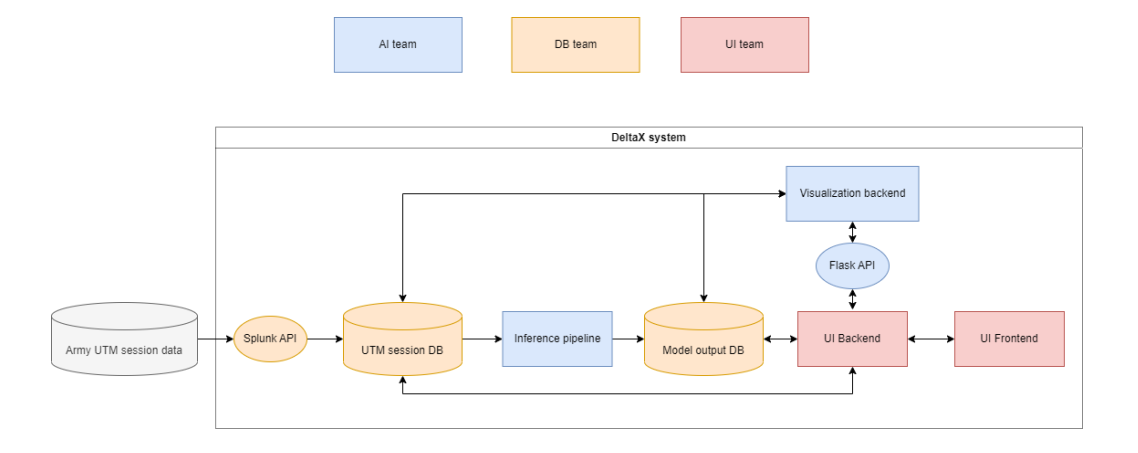 AI team
DB team
UI team
DeltaX system
Visualization backend
Flask API
Army UTM session data
Splunk API
UTM session DB
Inference pipeline
Model output DB
UI Backend
UI Frontend